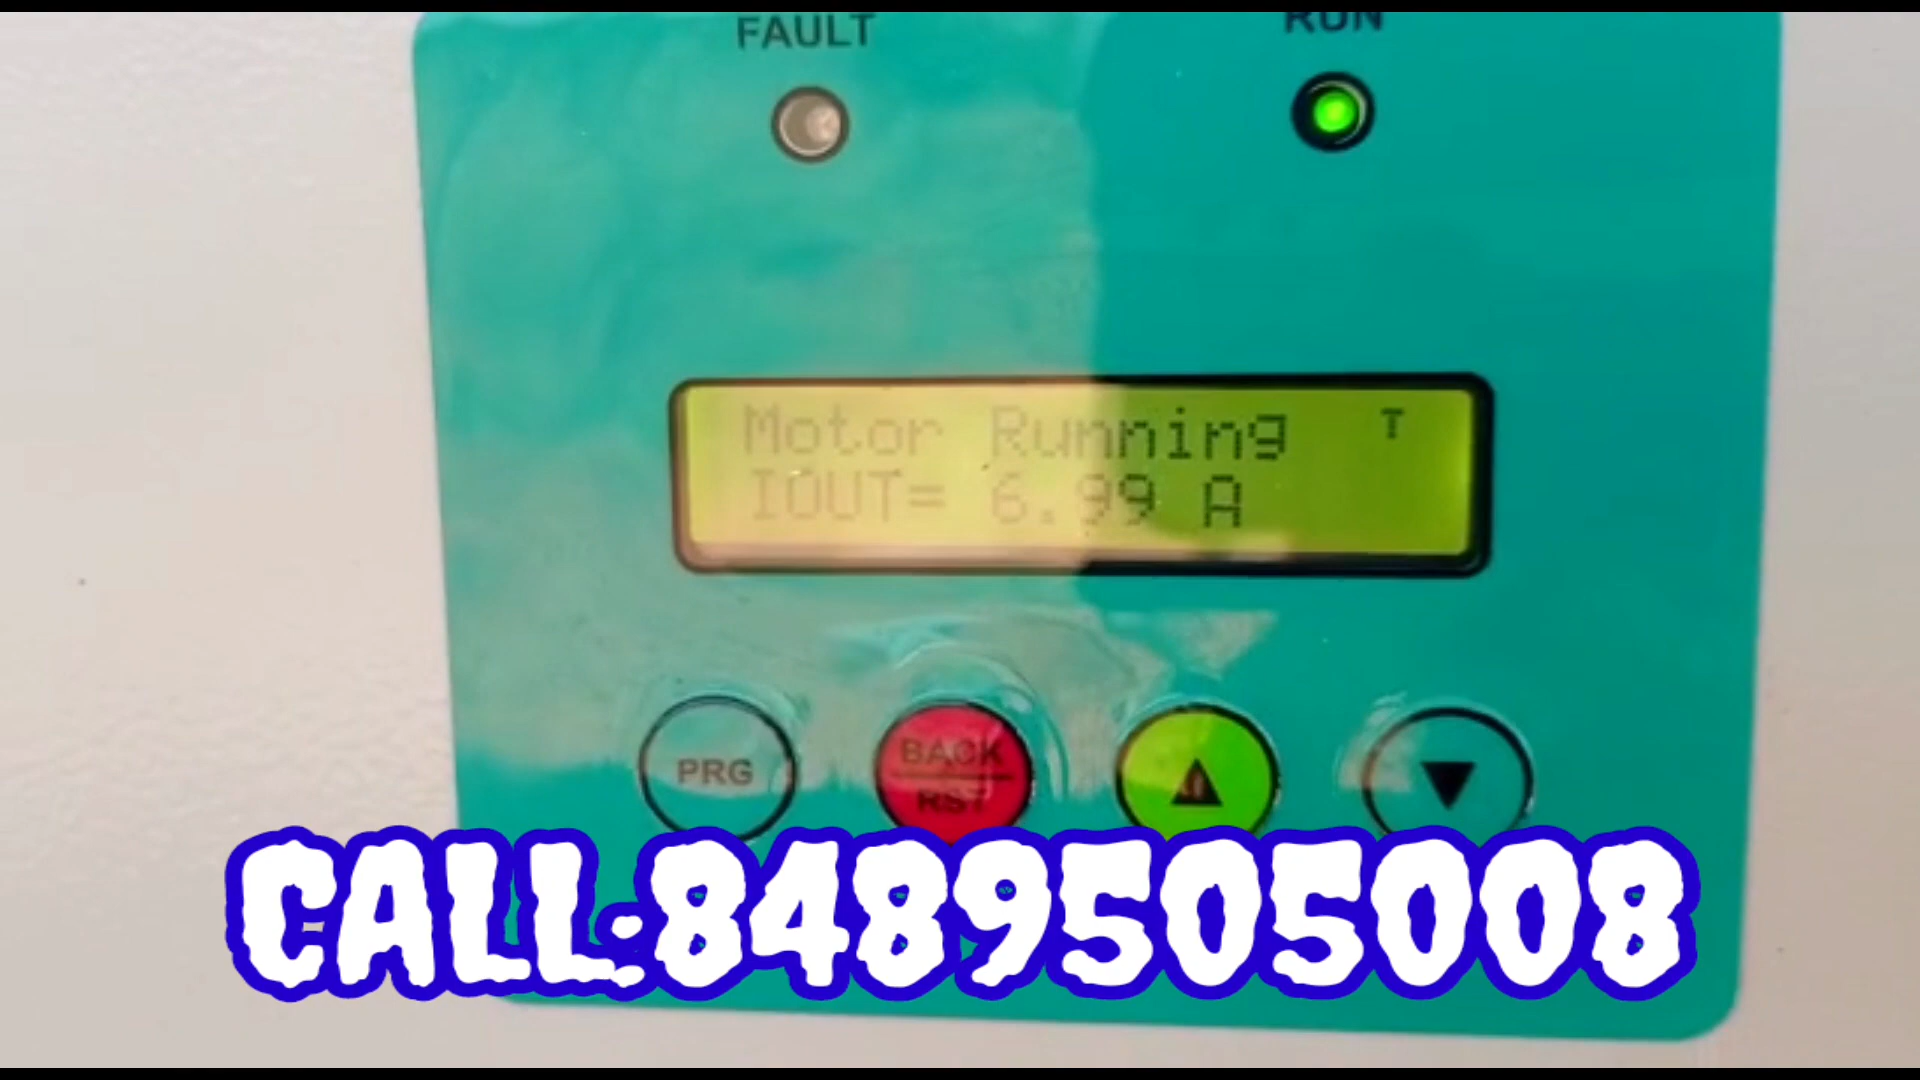 FAULT
RUN
Motor Running T
IOUT= 6.99 A
PRG
BACK
RST
CALL:8489505008